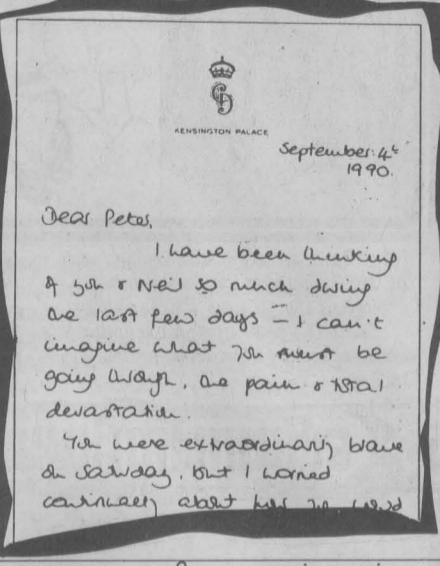 KENSINGTON PALACE
September. 4th
1990.
Dear Peter,
I have been thinking
of you & Neil so much during
the last few days – I can't
imagine what you must be
going through, the pain & total
devastation.
You were extraordinarily brave
on Saturday, but I worried
continually about how you